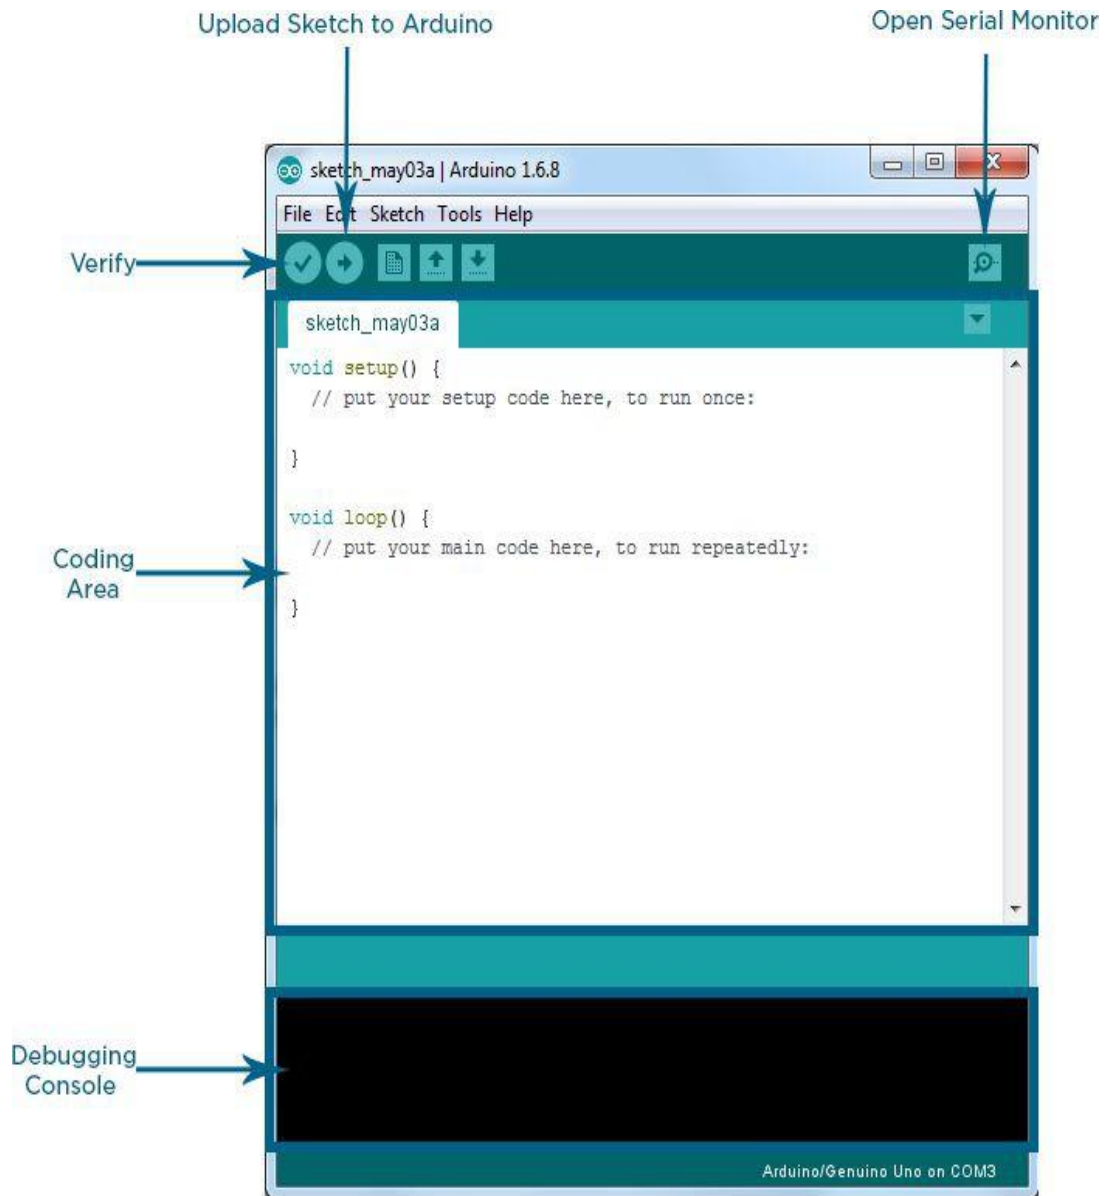 Upload Sketch to Arduino
Open Serial Monitor
sketch_may03a | Arduino 1.6.8
File Edit Sketch Tools Help
Verify
sketch_may03a
void setup() {
// put your setup code here, to run once:
}
void loop() {
// put your main code here, to run repeatedly:
Coding
Area
}
Debugging
Console
Arduino/Genuino Uno on COM3